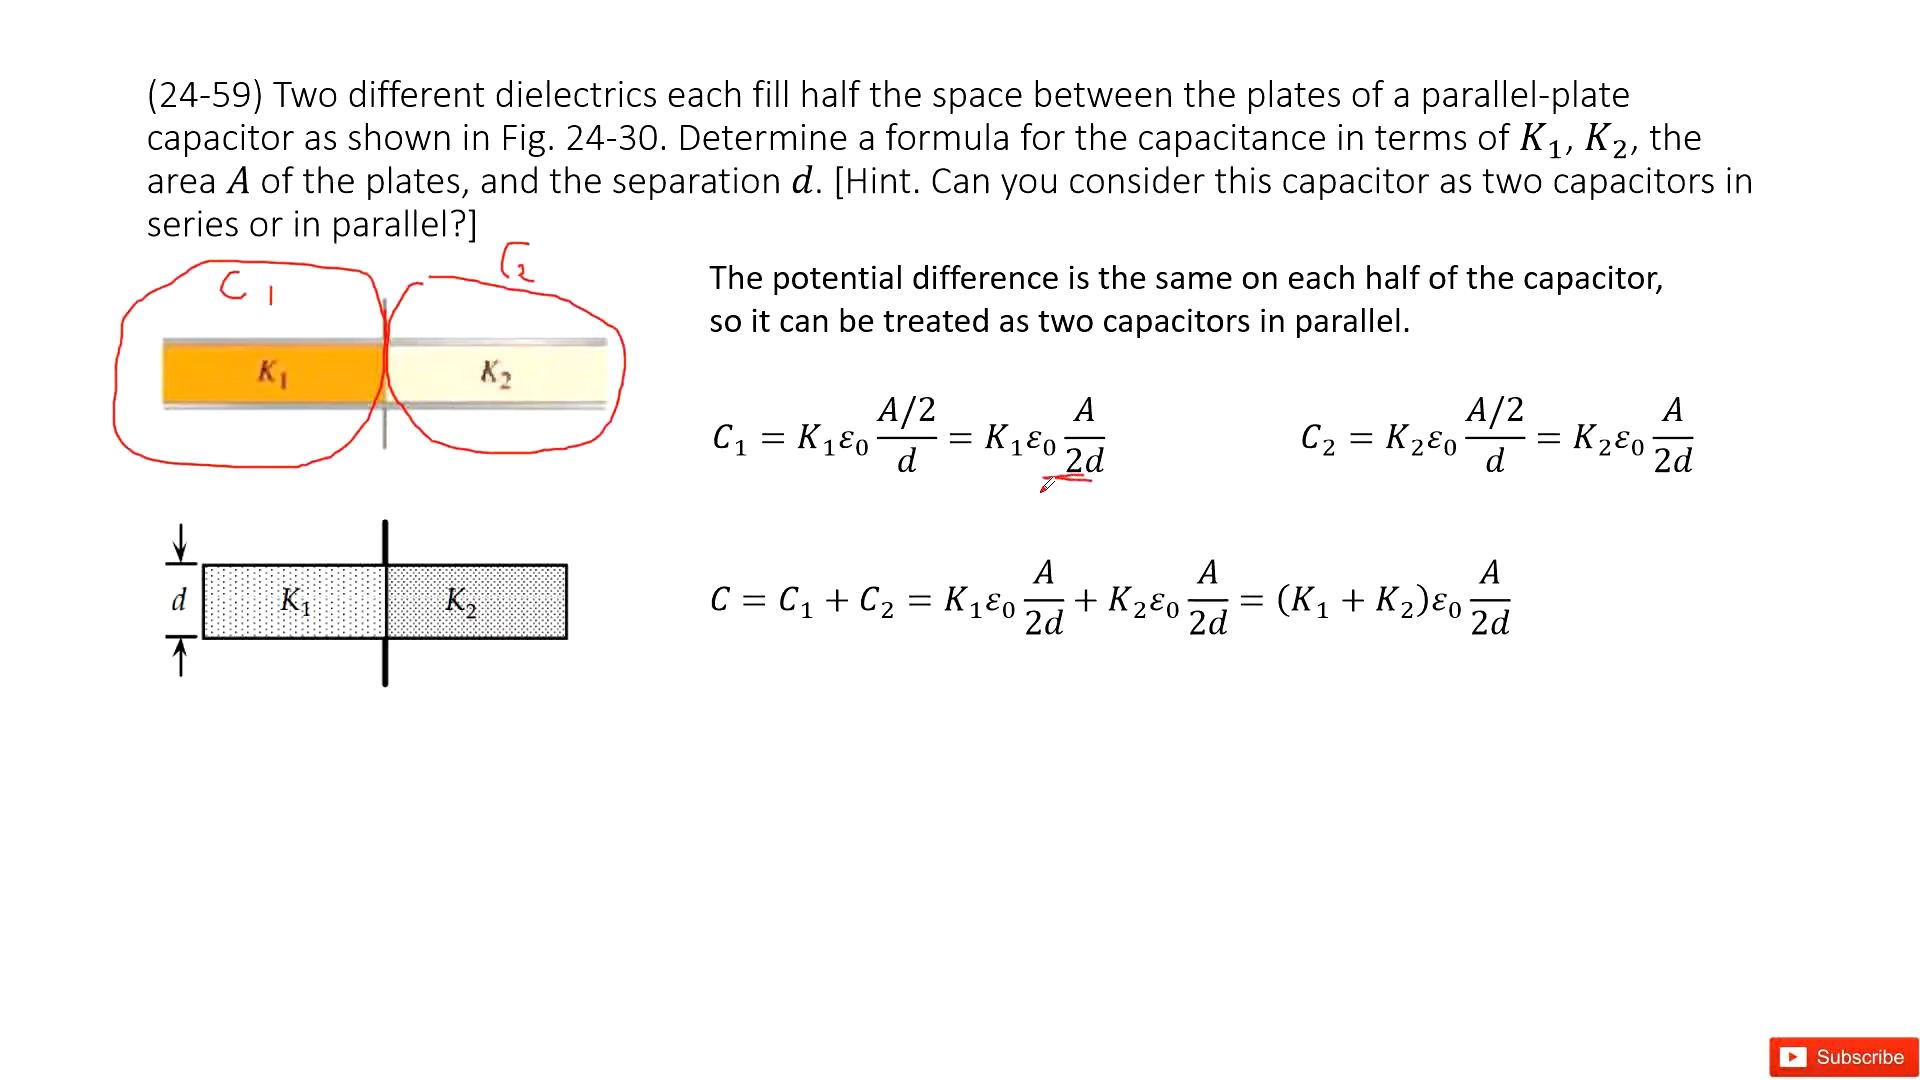 (24-59) Two different dielectrics each fill half the space between the plates of a parallel-plate
capacitor as shown in Fig. 24-30. Determine a formula for the capacitance in terms of K₁, K₂, the
area A of the plates, and the separation d. [Hint. Can you consider this capacitor as two capacitors in
series or in parallel?]
C₁
C₂
K₁
K₂
The potential difference is the same on each half of the capacitor,
so it can be treated as two capacitors in parallel.
C₁ = K₁ε₀ (A/2)/d = K₁ε₀ A/2d
C₂ = K₂ε₀ (A/2)/d = K₂ε₀ A/2d
d
K₁
K₂
C = C₁ + C₂ = K₁ε₀ A/2d + K₂ε₀ A/2d = (K₁ + K₂)ε₀ A/2d
Subscribe